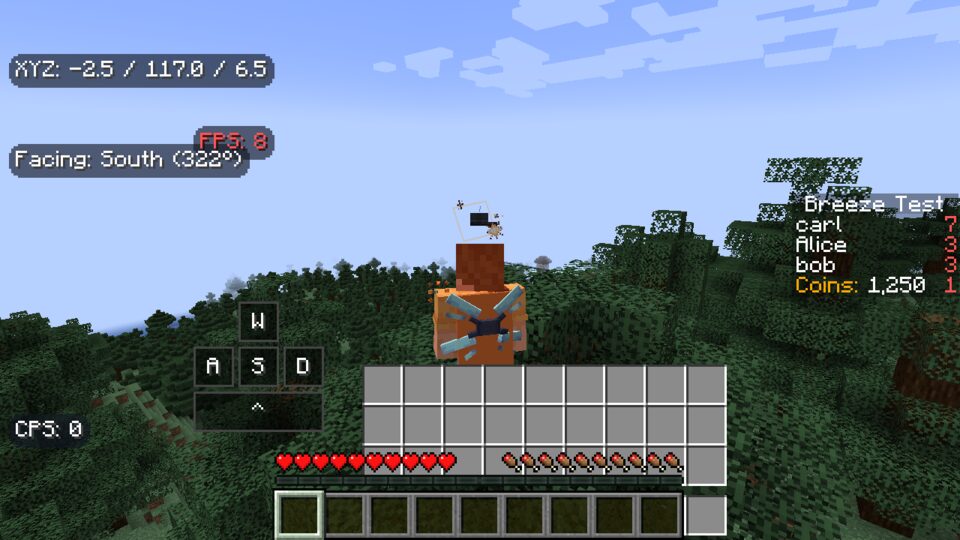 XYZ: -2.5 / 117.0 / 6.5
FPS: 8
Facing: South (322°)
Breeze Test
carl 7
Alice 3
bob 3
Coins: 1,250 1
W
A S D
^
CPS: 0